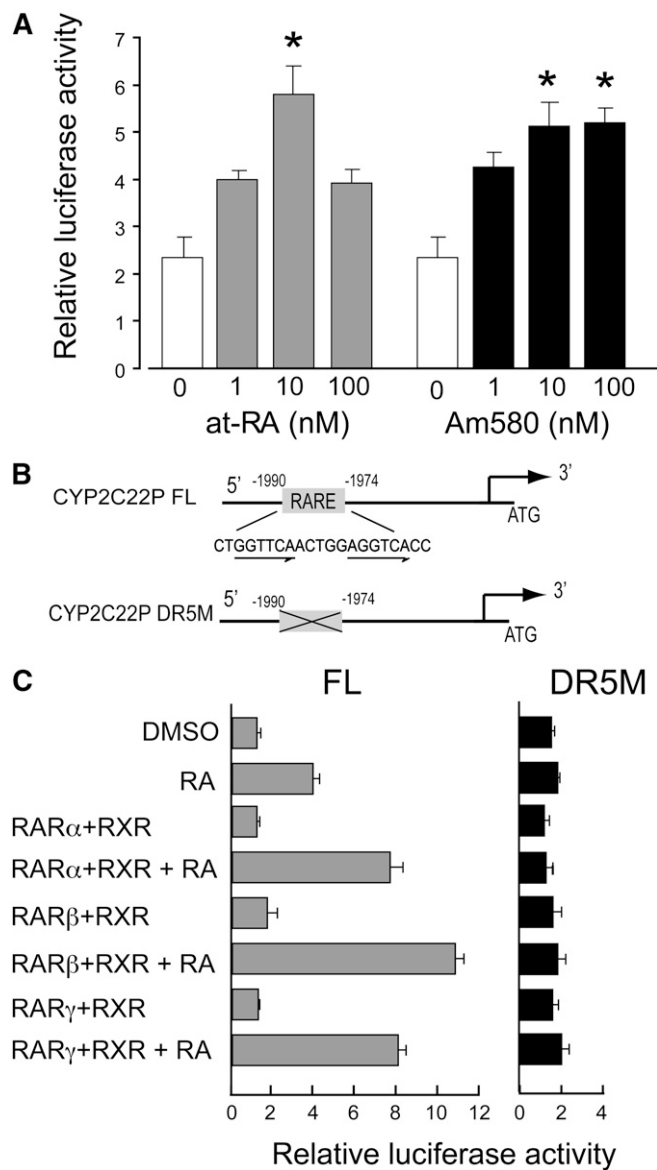 A
Relative luciferase activity
7
6
5
4
3
2
1
0
*
* *
0 1 10 100 0 1 10 100
at-RA (nM) Am580 (nM)
B
CYP2C22P FL 5' -1990 RARE -1974 3'
ATG
CTGGTTCAACTGGAGGTCACC
CYP2C22P DR5M 5' -1990 -1974 3'
ATG
C
FL DR5M
DMSO
RA
RARα+RXR
RARα+RXR + RA
RARβ+RXR
RARβ+RXR + RA
RARγ+RXR
RARγ+RXR + RA
0 2 4 6 8 10 12 0 2 4
Relative luciferase activity